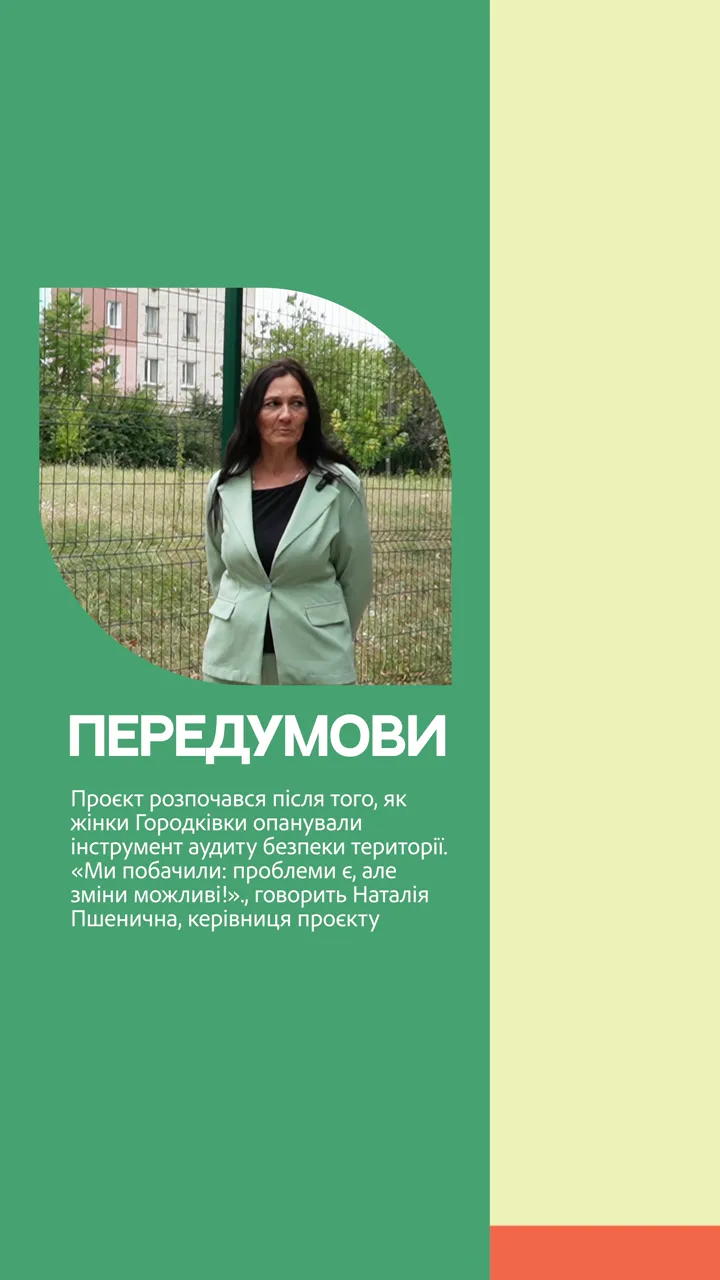 ПЕРЕДУМОВИ
Проєкт розпочався після того, як
жінки Городківки опанували
інструмент аудиту безпеки території.
«Ми побачили: проблеми є, але
зміни можливі!»., говорить Наталія
Пшенична, керівниця проєкту